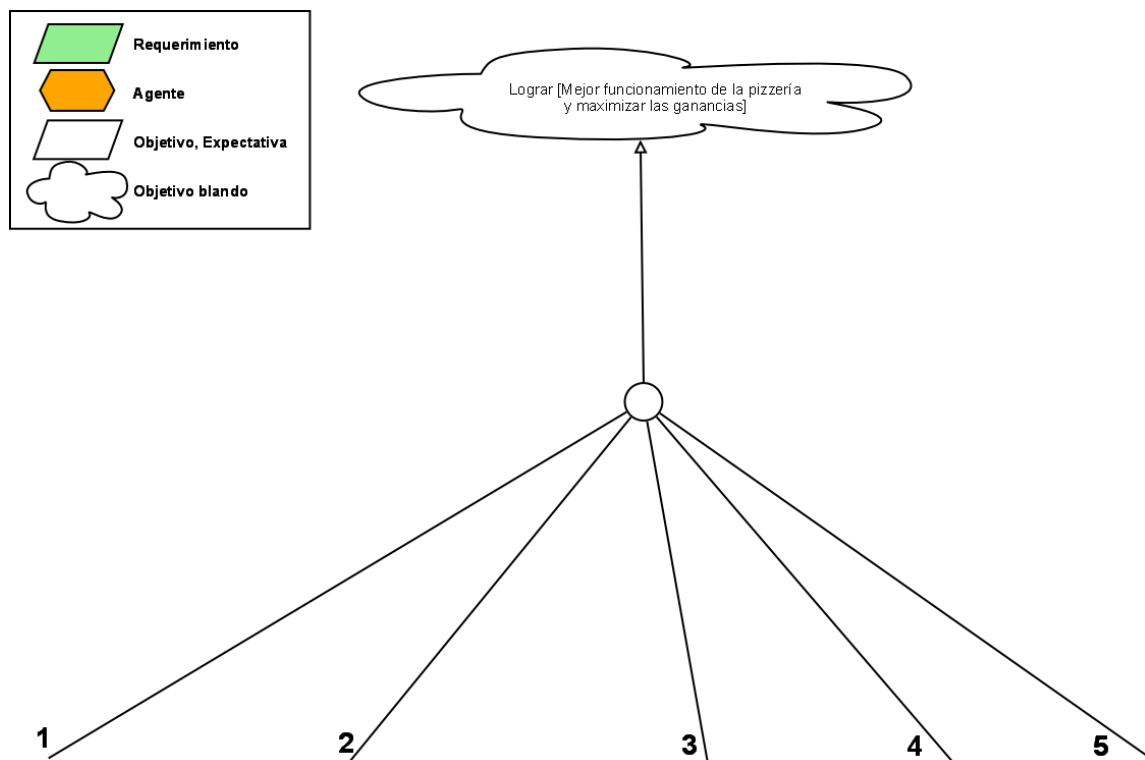 Requerimiento
Agente
Objetivo, Expectativa
Objetivo blando
Lograr [Mejor funcionamiento de la pizzería
y maximizar las ganancias]
1
2
3
4
5